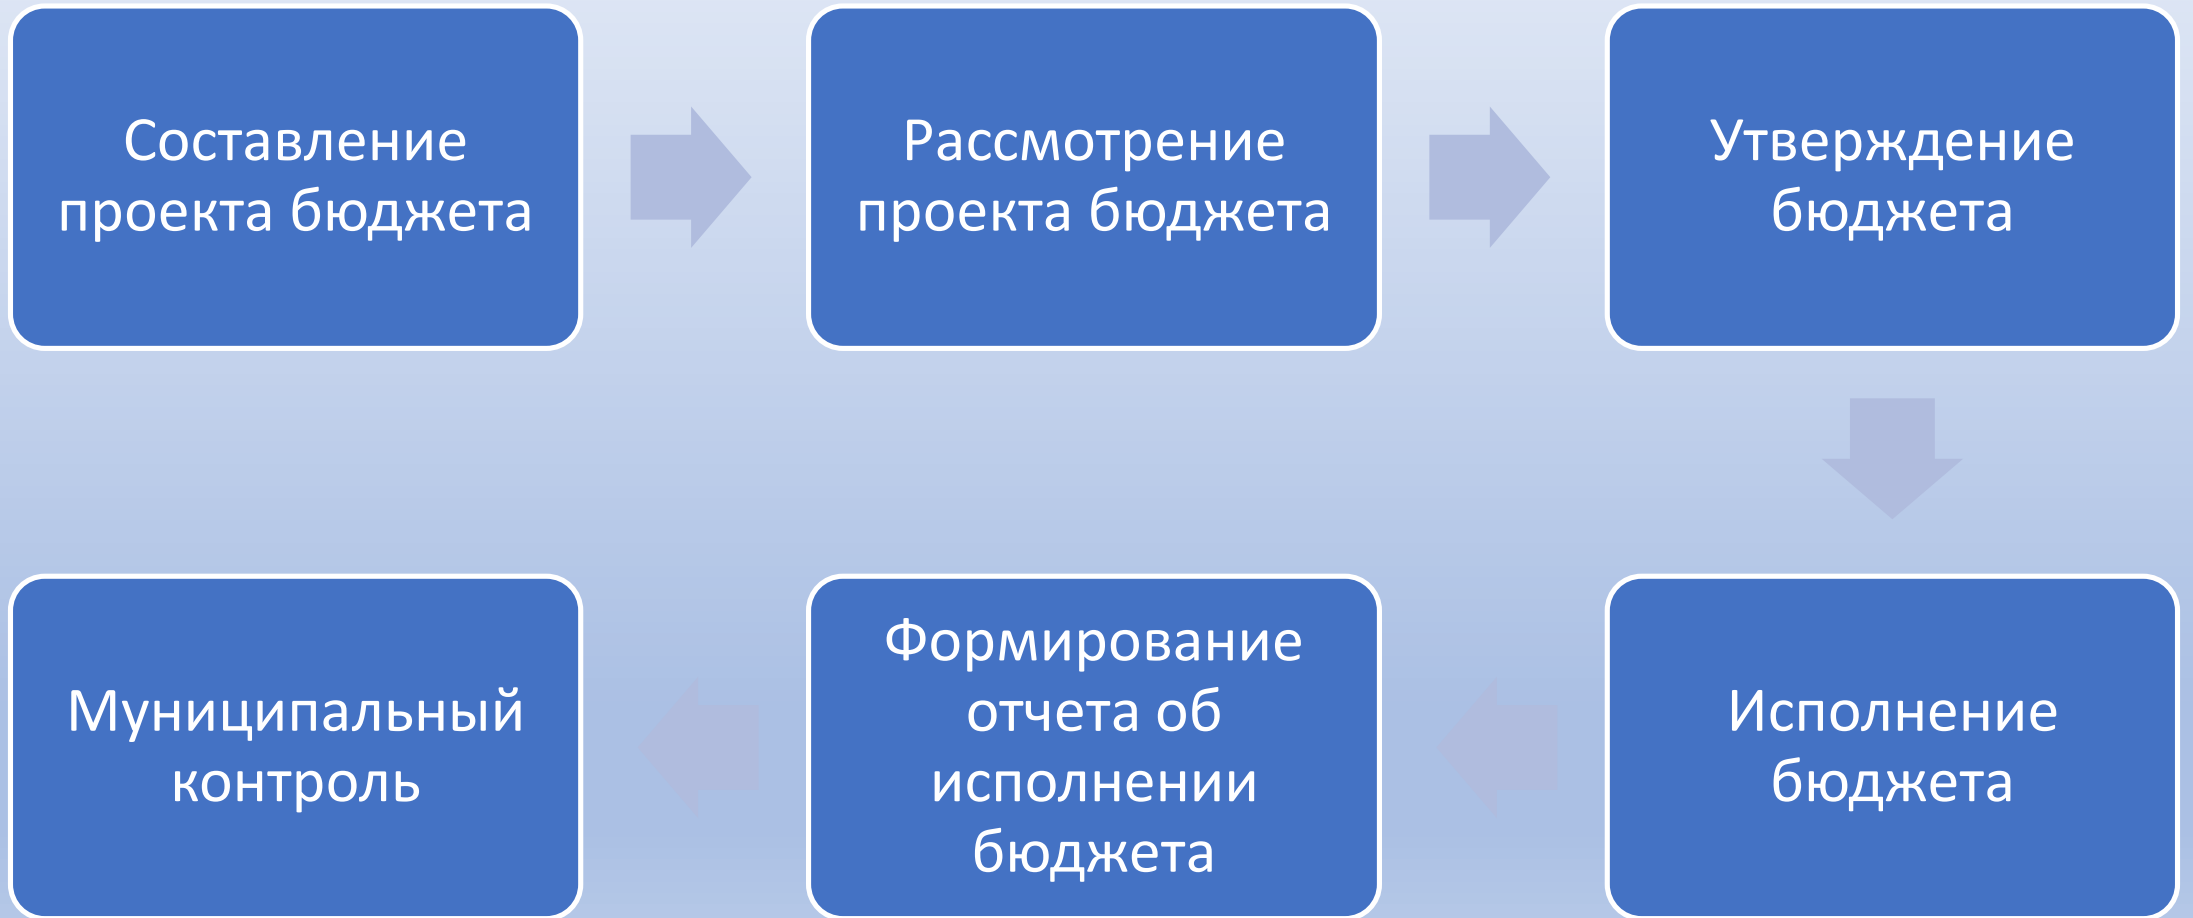 Составление
проекта бюджета
Рассмотрение
проекта бюджета
Утверждение
бюджета
Исполнение
бюджета
Формирование
отчета об
исполнении
бюджета
Муниципальный
контроль